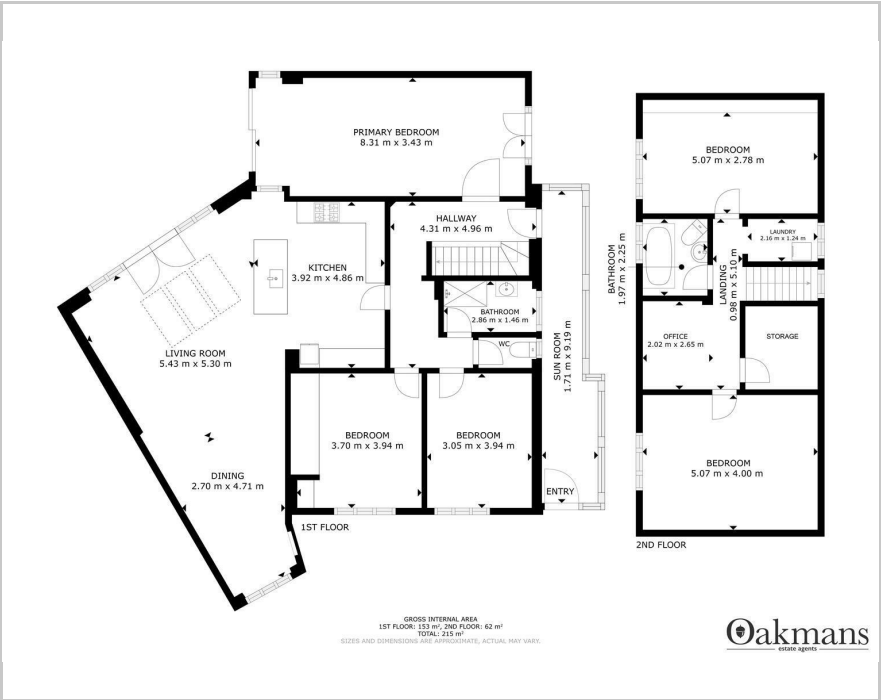 PRIMARY BEDROOM
8.31 m x 3.43 m
HALLWAY
4.31 m x 4.96 m
KITCHEN
3.92 m x 4.86 m
BATHROOM
2.86 m x 1.46 m
WC
LIVING ROOM
5.43 m x 5.30 m
DINING
2.70 m x 4.71 m
BEDROOM
3.70 m x 3.94 m
BEDROOM
3.05 m x 3.94 m
SUN ROOM
1.71 m x 9.19 m
ENTRY
1ST FLOOR
BEDROOM
5.07 m x 2.78 m
BATHROOM
1.97 m x 2.25 m
LAUNDRY
2.16 m x 1.24 m
LANDING
0.98 m x 5.10 m
OFFICE
2.02 m x 2.65 m
STORAGE
BEDROOM
5.07 m x 4.00 m
2ND FLOOR
GROSS INTERNAL AREA
1ST FLOOR: 153 m², 2ND FLOOR: 62 m²
TOTAL: 215 m²
SIZES AND DIMENSIONS ARE APPROXIMATE, ACTUAL MAY VARY.
Oakmans
estate agents